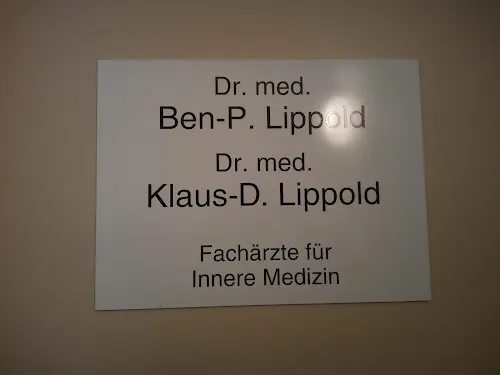 Dr. med.
Ben-P. Lippold
Dr. med.
Klaus-D. Lippold
Fachärzte für
Innere Medizin